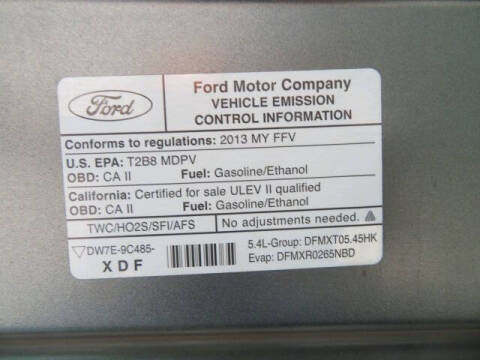 Ford
Ford Motor Company
VEHICLE EMISSION
CONTROL INFORMATION
Conforms to regulations: 2013 MY FFV
U.S. EPA: T2B8 MDPV
OBD: CA II Fuel: Gasoline/Ethanol
California: Certified for sale ULEV II qualified
OBD: CA II Fuel: Gasoline/Ethanol
TWC/HO2S/SFI/AFS No adjustments needed.
DW7E-9C485-
XDF
5.4L-Group: DFMXT05.45HK
Evap: DFMXR0265NBD